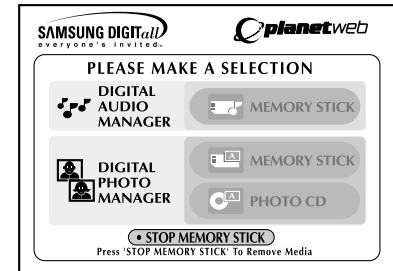 SAMSUNG DIGITall
everyone's invited™
planetweb
PLEASE MAKE A SELECTION
DIGITAL
AUDIO
MANAGER
MEMORY STICK
DIGITAL
PHOTO
MANAGER
A
MEMORY STICK
A
PHOTO CD
• STOP MEMORY STICK
Press 'STOP MEMORY STICK' To Remove Media